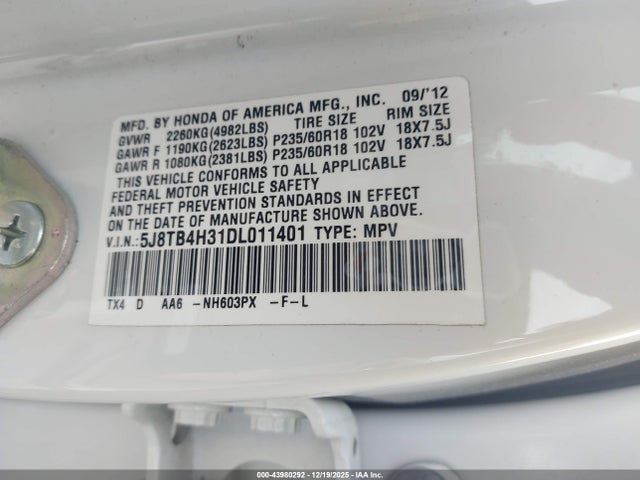 MFD. BY HONDA OF AMERICA MFG., INC. 09/'12
GVWR 2260KG(4982LBS) TIRE SIZE RIM SIZE
GAWR F 1190KG(2623LBS) P235/60R18 102V 18X7.5J
GAWR R 1080KG(2381LBS) P235/60R18 102V 18X7.5J
THIS VEHICLE CONFORMS TO ALL APPLICABLE
FEDERAL MOTOR VEHICLE SAFETY
AND THEFT PREVENTION STANDARDS IN EFFECT
ON THE DATE OF MANUFACTURE SHOWN ABOVE.
V.I.N.:5J8TB4H31DL011401 TYPE: MPV
TX4 D AA6 -NH603PX -F-L
000-43980292 - 12/19/2025 - IAA Inc.